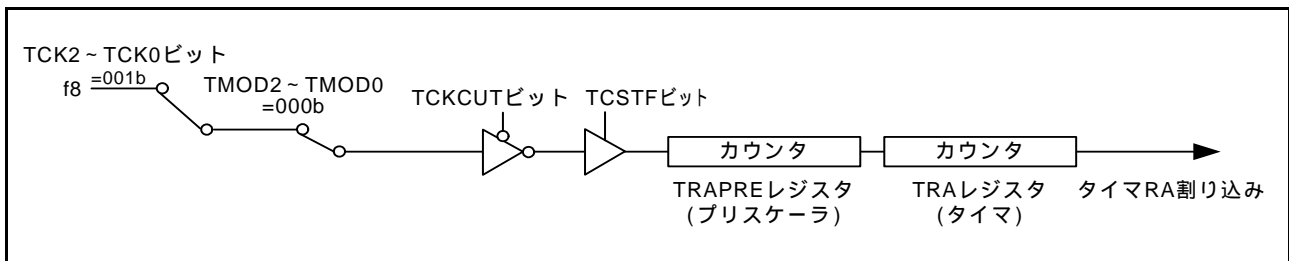 TCK2～TCK0ビット
f8 =001b
TMOD2～TMOD0
=000b
TCKCUTビット
TCSTFビット
カウンタ
カウンタ
TRAPREレジスタ
(プリスケーラ)
TRAレジスタ
(タイマ)
タイマRA割り込み